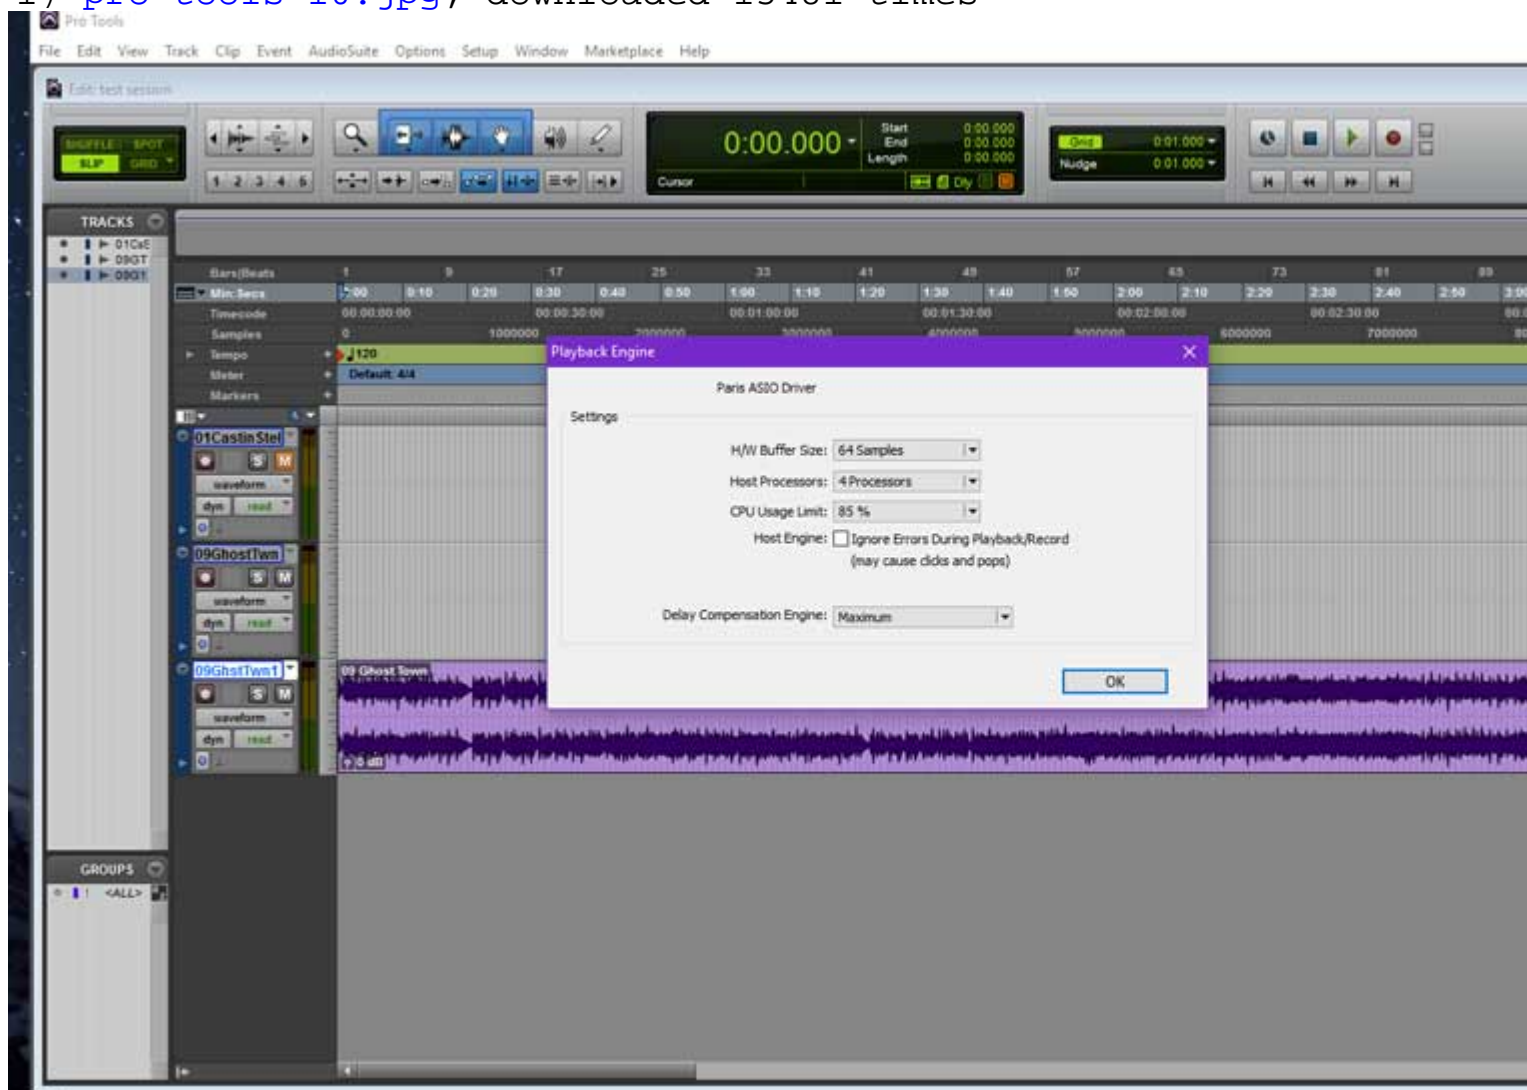 Pro Tools
File Edit View Track Clip Event AudioSuite Options Setup Window Marketplace Help
Edit: test session
SHUFFLE SPOT
SLIP GRID
1 2 3 4 5
0:00.000
Start 0:00.000
End 0:00.000
Length 0:00.000
Cursor
Dly
Grid 0:01.000
Nudge 0:01.000
TRACKS
01CsS
09GT
09G1
Bars|Beats 1 9 17 25 33 41 49 57 65 73 81 89
Min:Secs 0:00 0:10 0:20 0:30 0:40 0:50 1:00 1:10 1:20 1:30 1:40 1:50 2:00 2:10 2:20 2:30 2:40 2:50 3:00
Timecode 00:00:00:00 00:00:30:00 00:01:00:00 00:01:30:00 00:02:00:00 00:02:30:00
Samples 0 1000000 2000000 3000000 4000000 5000000 6000000 7000000
Tempo 120
Meter Default: 4/4
Markers
Playback Engine
Paris ASIO Driver
Settings
H/W Buffer Size: 64 Samples
Host Processors: 4 Processors
CPU Usage Limit: 85 %
Host Engine: Ignore Errors During Playback/Record
(may cause clicks and pops)
Delay Compensation Engine: Maximum
OK
01CastinStel
S M
waveform
dyn read
09GhostTwn
S M
waveform
dyn read
09GhstTwn1
S M
waveform
dyn read
09 Ghost Town
0 dB
GROUPS
! <ALL>